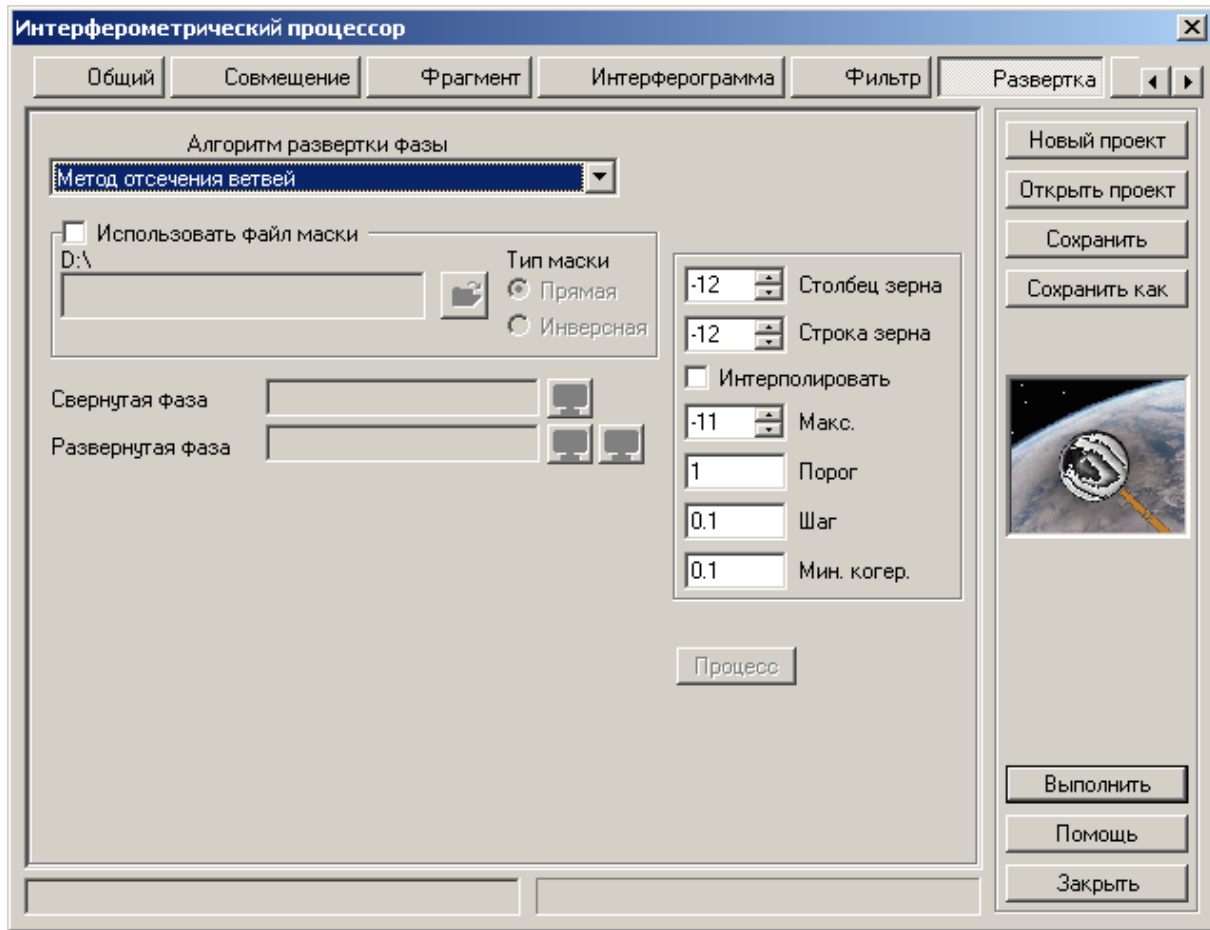 Интерферометрический процессор
Общий
Совмещение
Фрагмент
Интерферограмма
Фильтр
Развертка
Алгоритм развертки фазы
Метод отсечения ветвей
Использовать файл маски
D:\
Тип маски
Прямая
Инверсная
Свернутая фаза
Развернутая фаза
-12 Столбец зерна
-12 Строка зерна
Интерполировать
-11 Макс.
1 Порог
0.1 Шаг
0.1 Мин. когер.
Процесс
Новый проект
Открыть проект
Сохранить
Сохранить как
Выполнить
Помощь
Закрыть